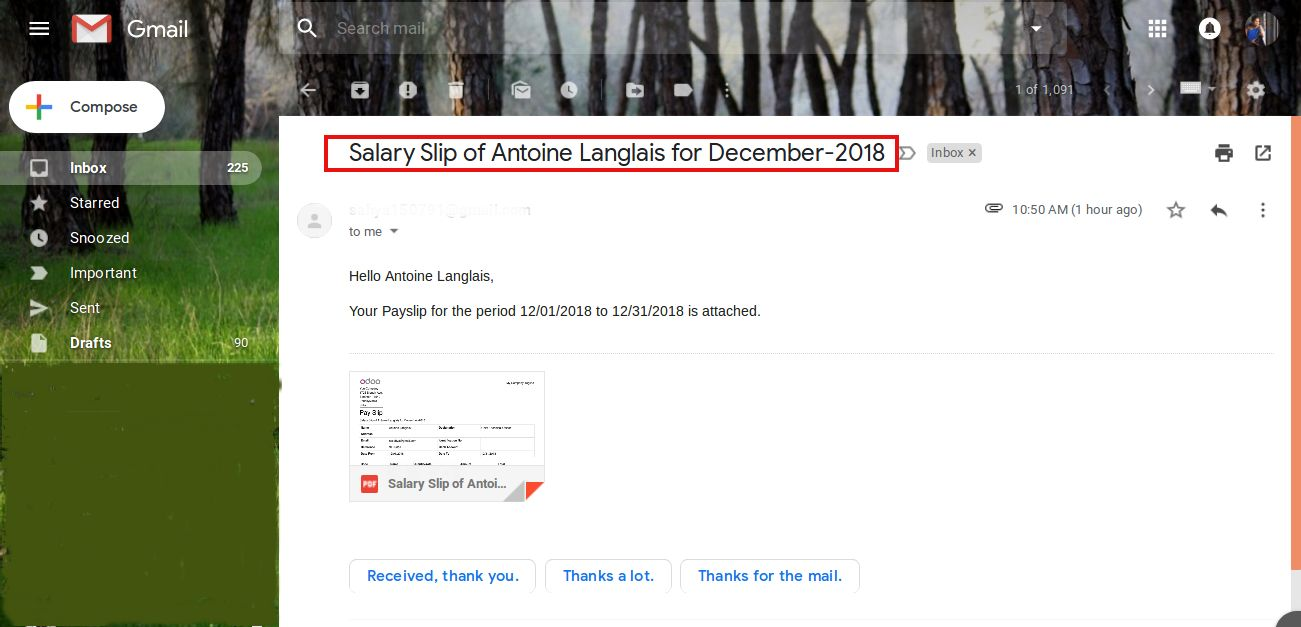 Gmail
Search mail
Compose
1 of 1,091
Inbox 225
Starred
Snoozed
Important
Sent
Drafts 90
Salary Slip of Antoine Langlais for December-2018
Inbox ×
10:50 AM (1 hour ago)
to me
Hello Antoine Langlais,
Your Payslip for the period 12/01/2018 to 12/31/2018 is attached.
odoo
Pay Slip
PDF Salary Slip of Antoi...
Received, thank you.
Thanks a lot.
Thanks for the mail.